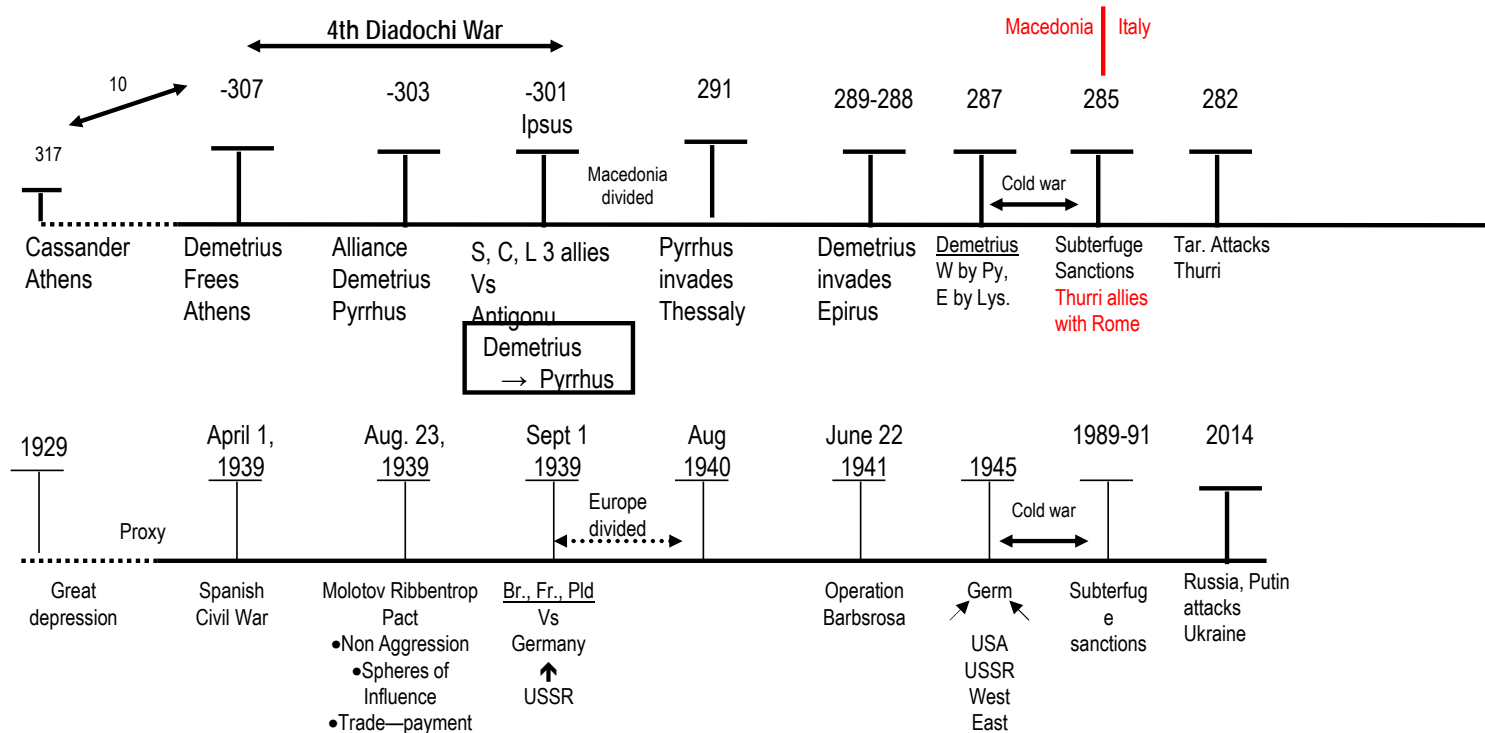 4th Diadochi War
Macedonia
Italy
10
-307
-303
-301
Ipsus
291
289-288
287
285
282
317
Macedonia
divided
Cold war
Cassander
Athens
Demetrius
Frees
Athens
Alliance
Demetrius
Pyrrhus
S, C, L 3 allies
Vs
Antigonu
Demetrius
→ Pyrrhus
Pyrrhus
invades
Thessaly
Demetrius
invades
Epirus
Demetrius
W by Py,
E by Lys.
Subterfuge
Sanctions
Thurri allies
with Rome
Tar. Attacks
Thurri
1929
April 1,
1939
Aug. 23,
1939
Sept 1
1939
Aug
1940
June 22
1941
1945
1989-91
2014
Proxy
Europe
divided
Cold war
Great
depression
Spanish
Civil War
Molotov Ribbentrop
Pact
•Non Aggression
•Spheres of
Influence
•Trade—payment
Br., Fr., Pld
Vs
Germany
↑
USSR
Operation
Barbsrosa
Germ
USA
USSR
West
East
Subterfug
e
sanctions
Russia, Putin
attacks
Ukraine